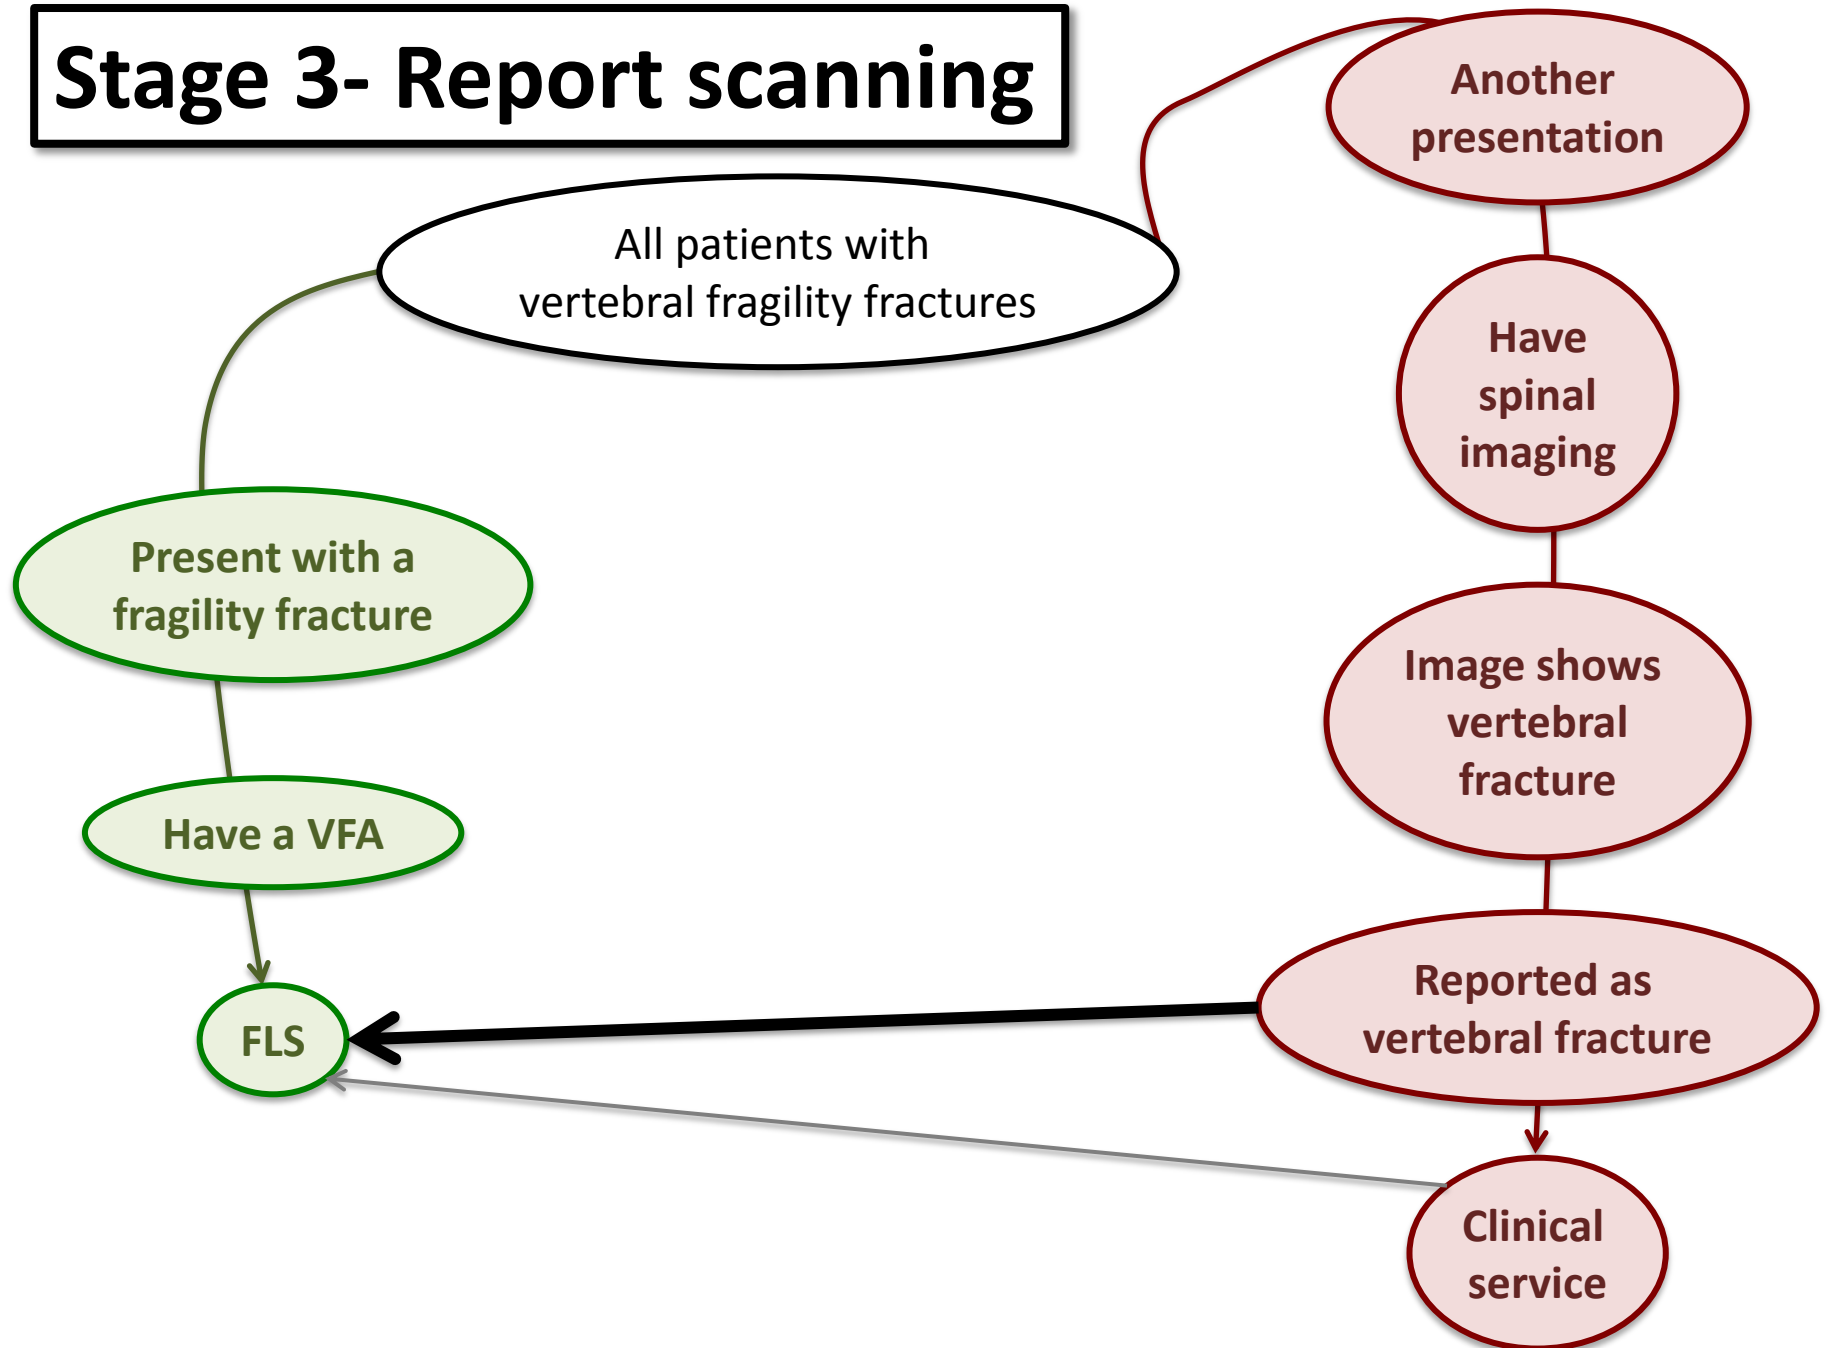 Stage 3- Report scanning
Another
presentation
All patients with
vertebral fragility fractures
Have
spinal
imaging
Present with a
fragility fracture
Image shows
vertebral
fracture
Have a VFA
Reported as
vertebral fracture
FLS
Clinical
service